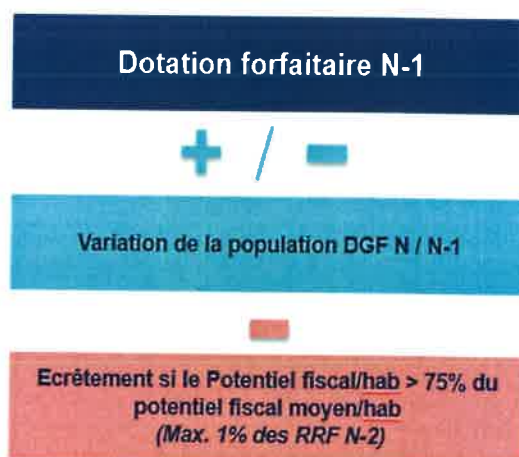 Dotation forfaitaire N-1
+ / -
Variation de la population DGF N / N-1
-
Ecrêtement si le Potentiel fiscal/hab > 75% du
potentiel fiscal moyen/hab
(Max. 1% des RRF N-2)